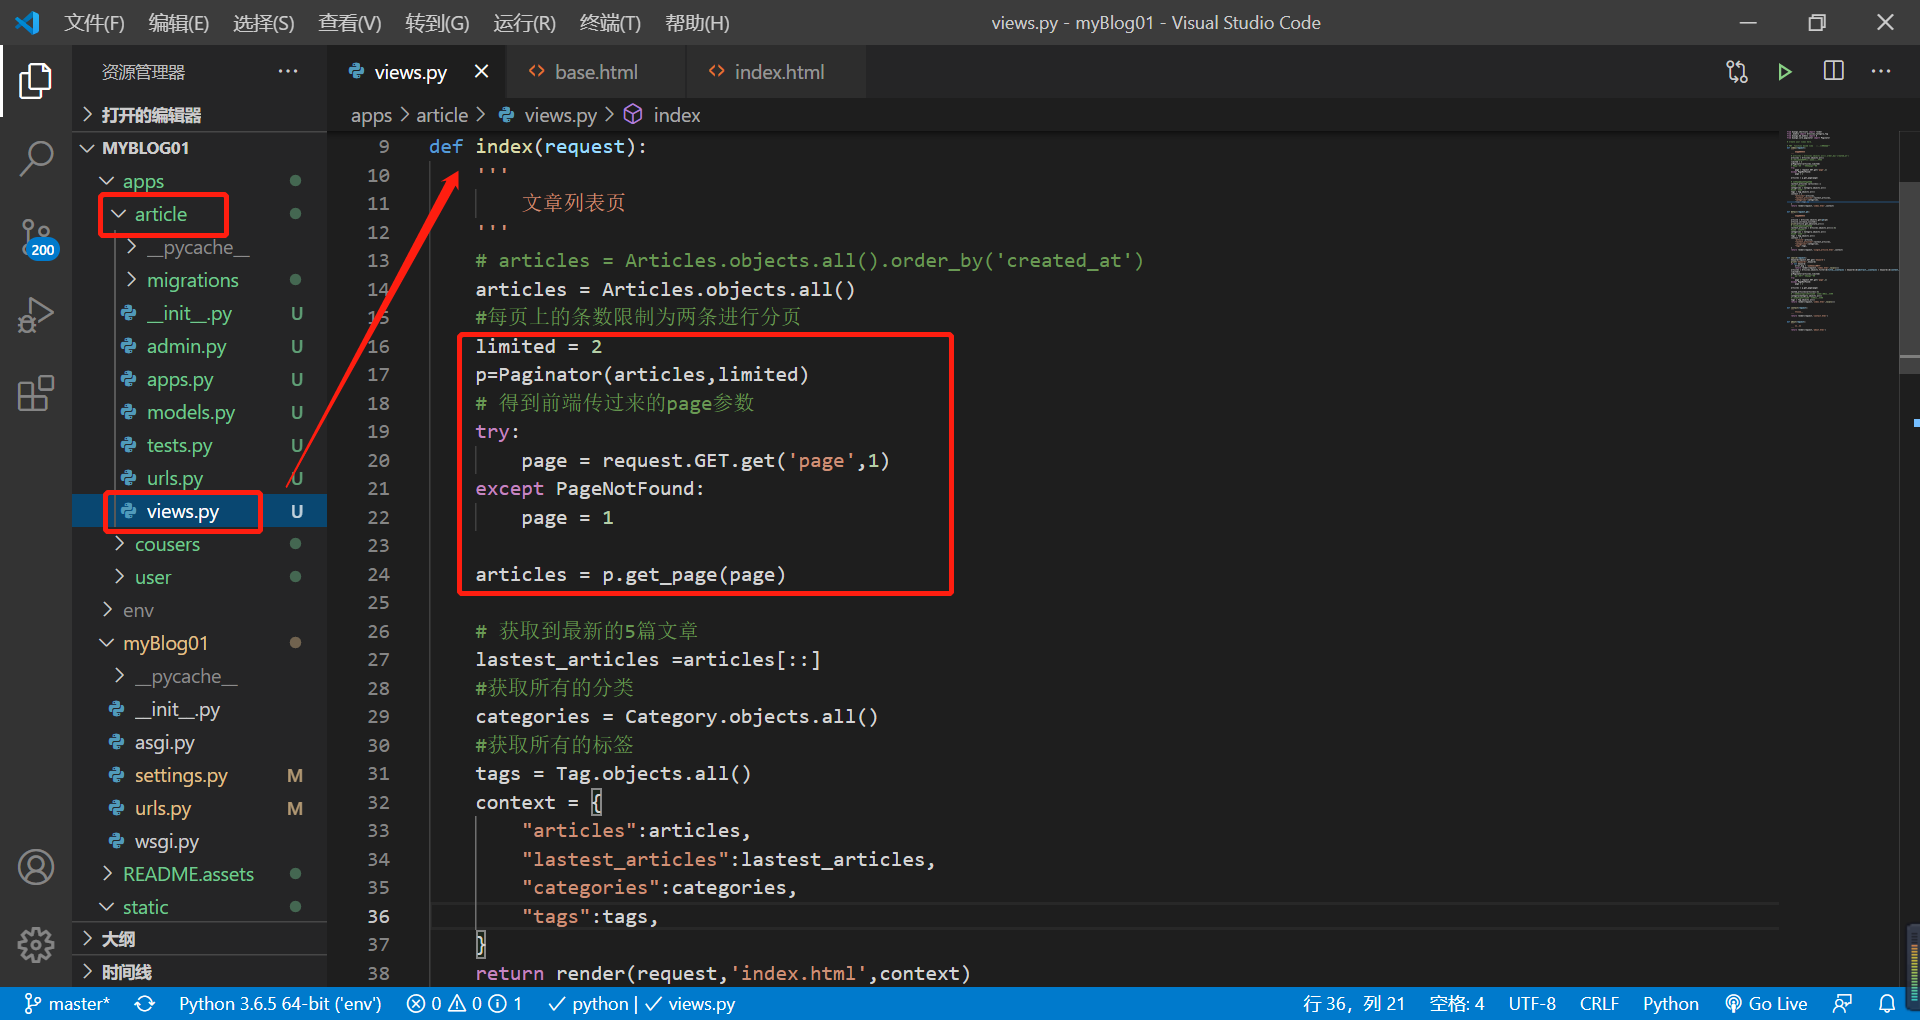 文件(F) 编辑(E) 选择(S) 查看(V) 转到(G) 运行(R) 终端(T) 帮助(H) views.py - myBlog01 - Visual Studio Code
资源管理器 ···
打开的编辑器
MYBLOG01
apps
article
__pycache__
migrations
__init__.py U
admin.py U
apps.py U
models.py U
tests.py U
urls.py U
views.py U
cousers
user
env
myBlog01
__pycache__
__init__.py
asgi.py
settings.py M
urls.py M
wsgi.py
README.assets
static
大纲
时间线
200
views.py base.html index.html
apps > article > views.py > index
9 def index(request):
10 '''
11 文章列表页
12 '''
13 # articles = Articles.objects.all().order_by('created_at')
14 articles = Articles.objects.all()
15 #每页上的条数限制为两条进行分页
16 limited = 2
17 p=Paginator(articles,limited)
18 # 得到前端传过来的page参数
19 try:
20 page = request.GET.get('page',1)
21 except PageNotFound:
22 page = 1
23
24 articles = p.get_page(page)
25
26 # 获取到最新的5篇文章
27 lastest_articles =articles[::]
28 #获取所有的分类
29 categories = Category.objects.all()
30 #获取所有的标签
31 tags = Tag.objects.all()
32 context = {
33 "articles":articles,
34 "lastest_articles":lastest_articles,
35 "categories":categories,
36 "tags":tags,
37 }
38 return render(request,'index.html',context)
master* Python 3.6.5 64-bit ('env') 0 0 1 python | views.py 行 36，列 21 空格: 4 UTF-8 CRLF Python Go Live